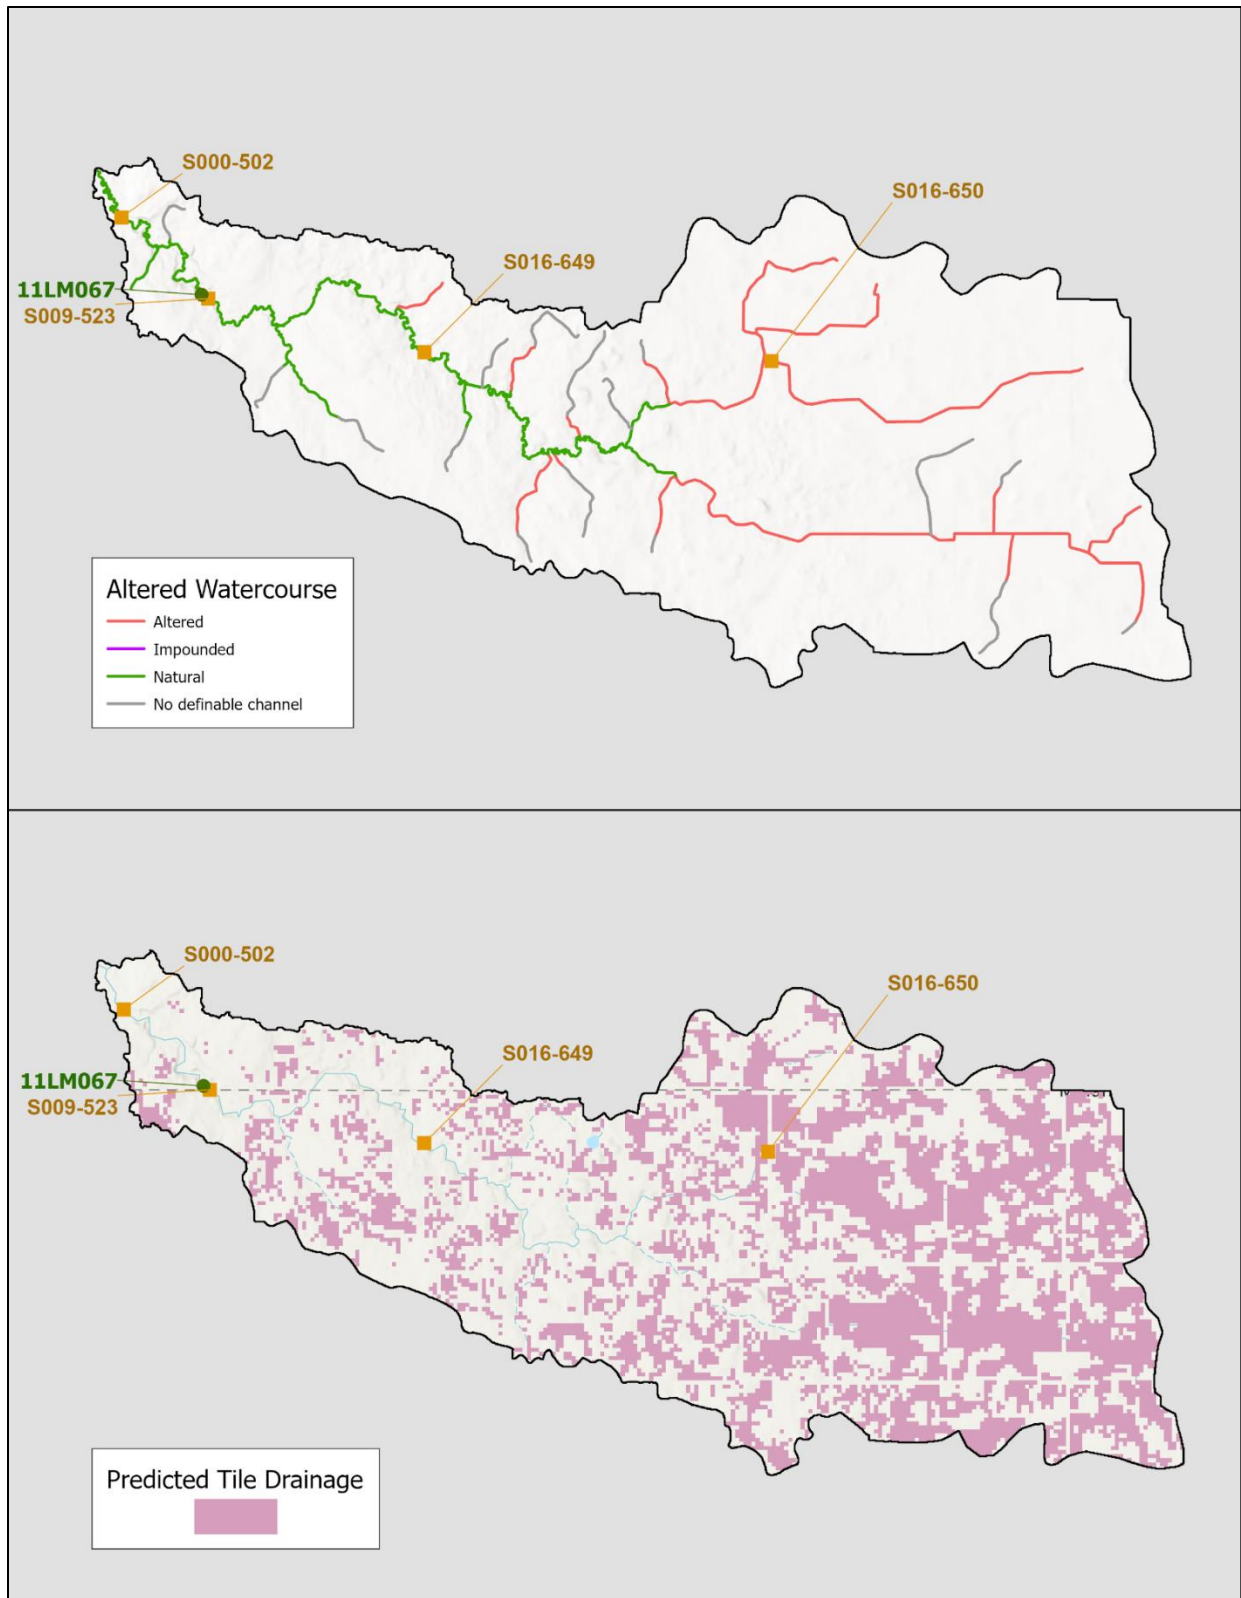 S000-502
S016-650
S016-649
11LM067
S009-523
Altered Watercourse
Altered
Impounded
Natural
No definable channel
S000-502
S016-650
S016-649
11LM067
S009-523
Predicted Tile Drainage